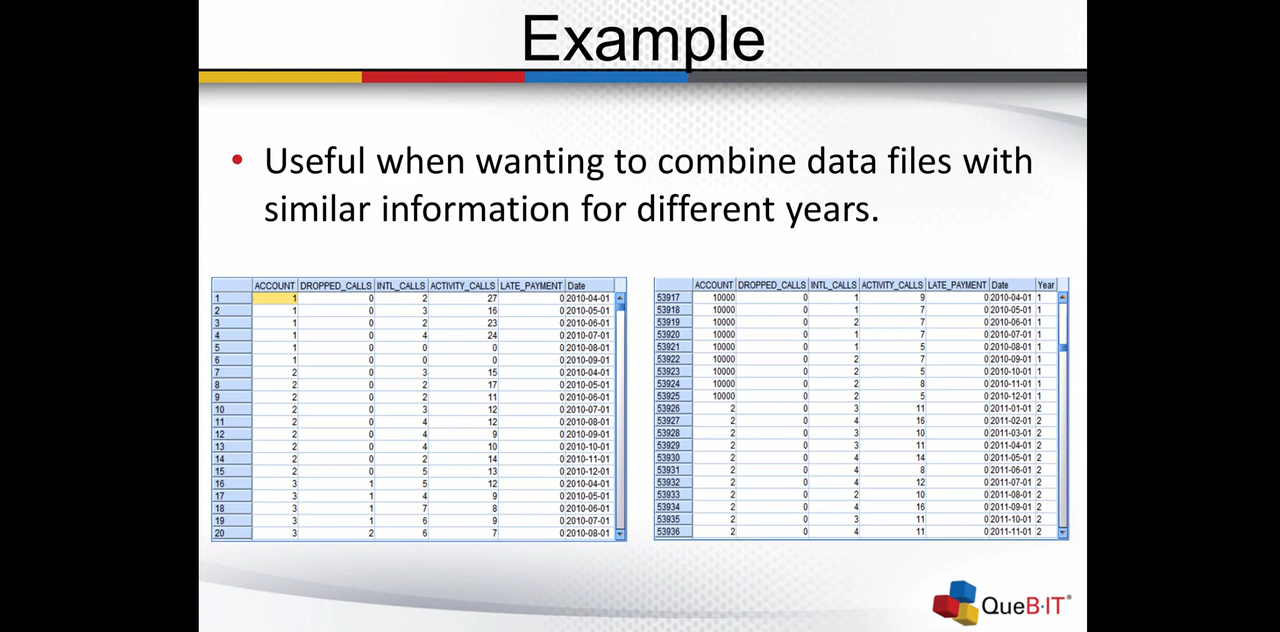 Example
• Useful when wanting to combine data files with
similar information for different years.
ACCOUNT DROPPED_CALLS INTL_CALLS ACTIVITY_CALLS LATE_PAYMENT Date
1 1 0 2 27 0 2010-04-01
2 1 0 3 16 0 2010-05-01
3 1 0 2 23 0 2010-06-01
4 1 0 4 24 0 2010-07-01
5 1 0 0 0 0 2010-08-01
6 1 0 0 0 0 2010-09-01
7 2 0 3 15 0 2010-04-01
8 2 0 2 17 0 2010-05-01
9 2 0 2 11 0 2010-06-01
10 2 0 3 12 0 2010-07-01
11 2 0 4 12 0 2010-08-01
12 2 0 4 9 0 2010-09-01
13 2 0 4 10 0 2010-10-01
14 2 0 2 14 0 2010-11-01
15 2 0 5 13 0 2010-12-01
16 3 1 5 12 0 2010-04-01
17 3 1 4 9 0 2010-05-01
18 3 1 7 8 0 2010-06-01
19 3 1 6 9 0 2010-07-01
20 3 2 6 7 0 2010-08-01
ACCOUNT DROPPED_CALLS INTL_CALLS ACTIVITY_CALLS LATE_PAYMENT Date Year
53917 10000 0 1 9 0 2010-04-01 1
53918 10000 0 1 7 0 2010-05-01 1
53919 10000 0 2 7 0 2010-06-01 1
53920 10000 0 1 7 0 2010-07-01 1
53921 10000 0 1 5 0 2010-08-01 1
53922 10000 0 2 7 0 2010-09-01 1
53923 10000 0 2 5 0 2010-10-01 1
53924 10000 0 2 8 0 2010-11-01 1
53925 10000 0 2 5 0 2010-12-01 1
53926 2 0 3 11 0 2011-01-01 2
53927 2 0 4 16 0 2011-02-01 2
53928 2 0 3 10 0 2011-03-01 2
53929 2 0 3 11 0 2011-04-01 2
53930 2 0 4 14 0 2011-05-01 2
53931 2 0 4 8 0 2011-06-01 2
53932 2 0 4 12 0 2011-07-01 2
53933 2 0 2 10 0 2011-08-01 2
53934 2 0 4 16 0 2011-09-01 2
53935 2 0 3 11 0 2011-10-01 2
53936 2 0 4 11 0 2011-11-01 2
QueB·IT®